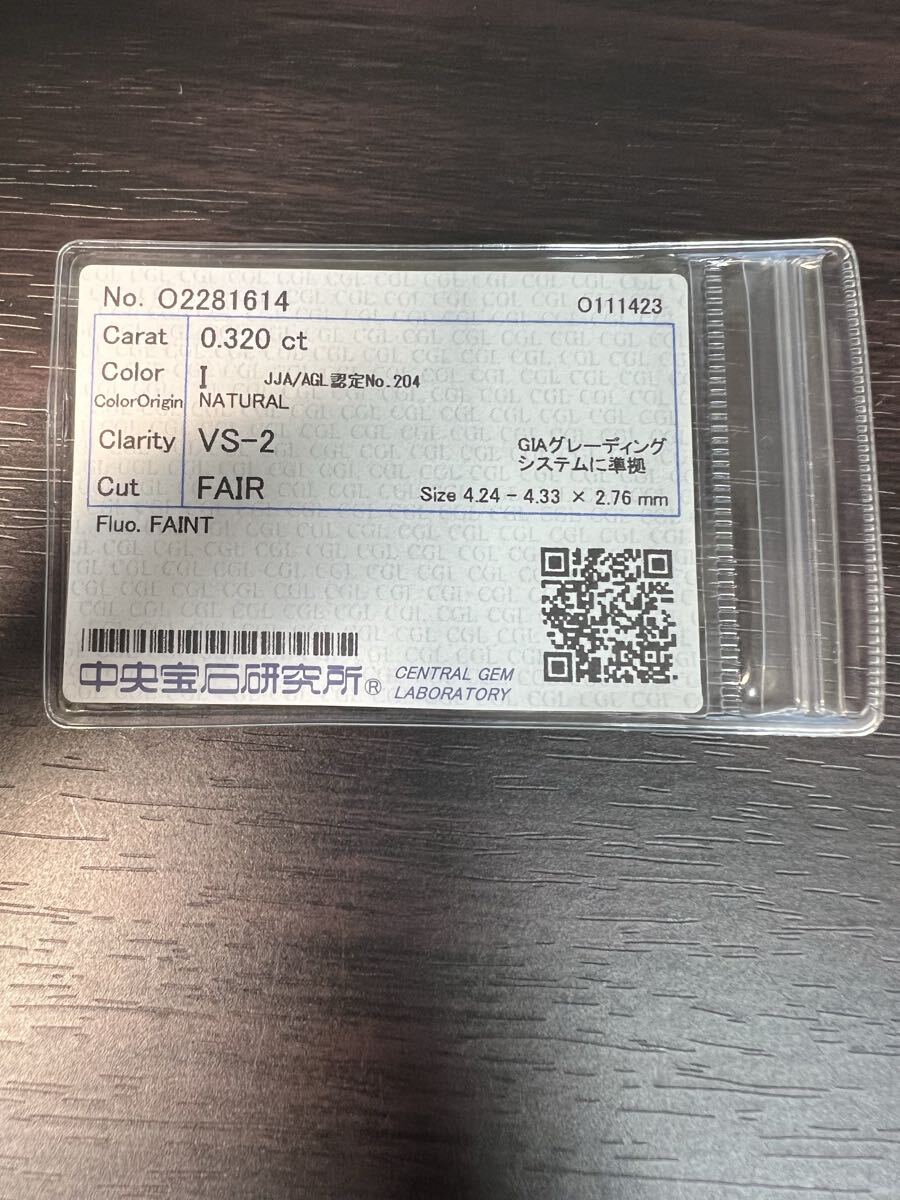 No. O2281614
O111423
Carat 0.320 ct
Color I JJA/AGL認定No.204
ColorOrigin NATURAL
Clarity VS-2
GIAグレーディング
システムに準拠
Cut FAIR
Size 4.24 - 4.33 × 2.76 mm
Fluo. FAINT
中央宝石研究所®
CENTRAL GEM
LABORATORY